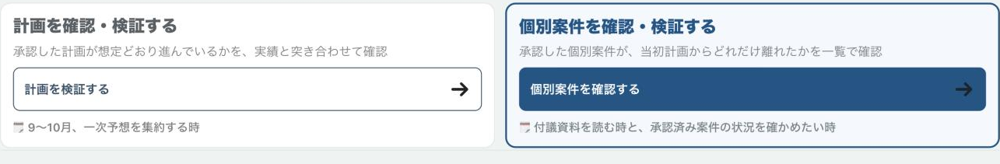 計画を確認・検証する
承認した計画が想定どおり進んでいるかを、実績と突き合わせて確認
計画を検証する →
9〜10月、一次予想を集約する時
個別案件を確認・検証する
承認した個別案件が、当初計画からどれだけ離れたかを一覧で確認
個別案件を確認する →
付議資料を読む時と、承認済み案件の状況を確かめたい時